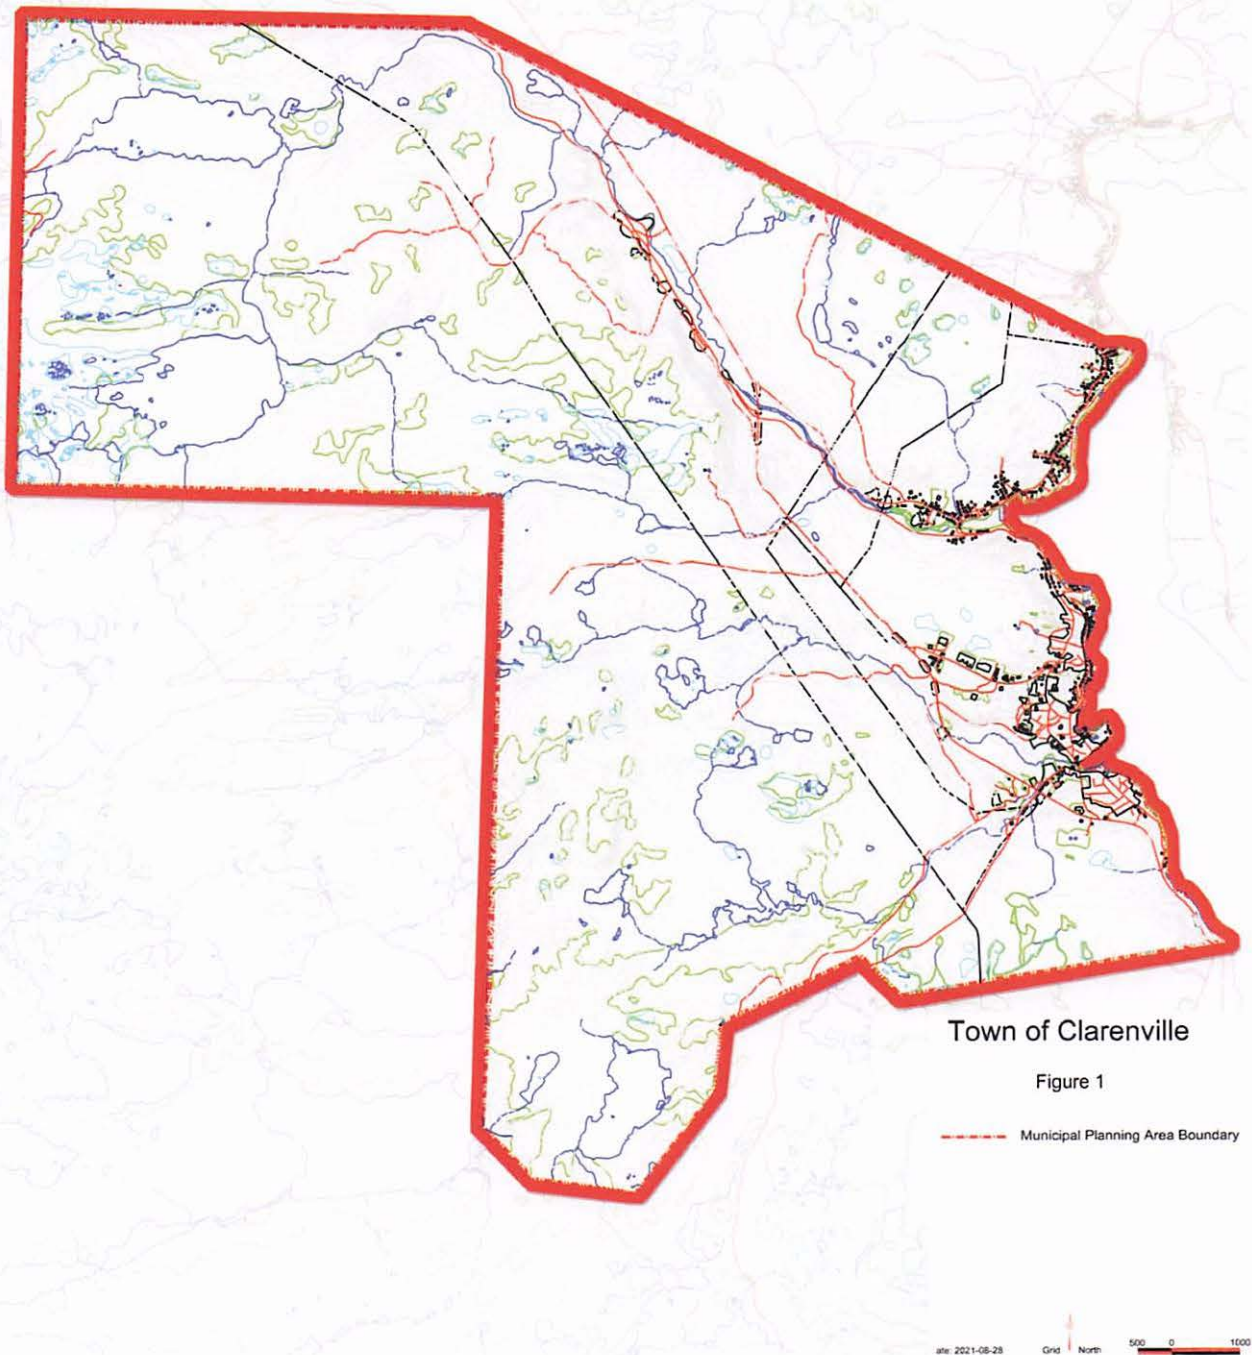 Town of Clarenville
Figure 1
Municipal Planning Area Boundary
ate: 2021-08-28 Grid North 500 0 1000